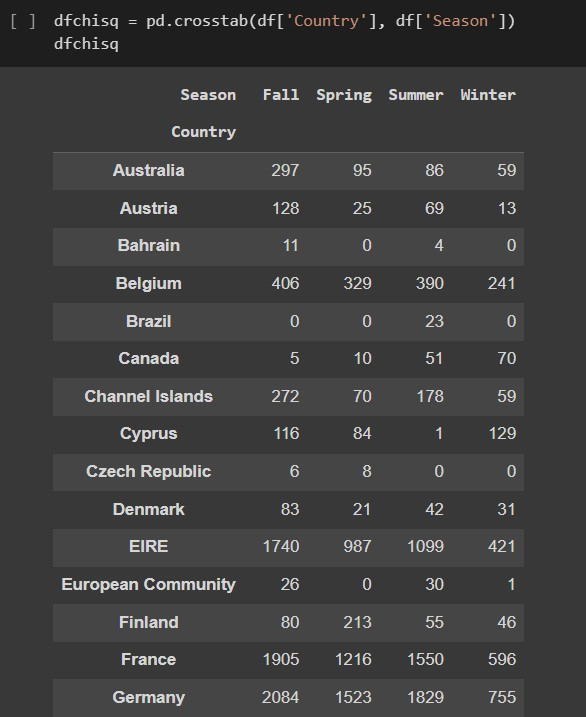 [ ] dfchisq = pd.crosstab(df['Country'], df['Season'])
dfchisq
Season Fall Spring Summer Winter
Country
Australia 297 95 86 59
Austria 128 25 69 13
Bahrain 11 0 4 0
Belgium 406 329 390 241
Brazil 0 0 23 0
Canada 5 10 51 70
Channel Islands 272 70 178 59
Cyprus 116 84 1 129
Czech Republic 6 8 0 0
Denmark 83 21 42 31
EIRE 1740 987 1099 421
European Community 26 0 30 1
Finland 80 213 55 46
France 1905 1216 1550 596
Germany 2084 1523 1829 755